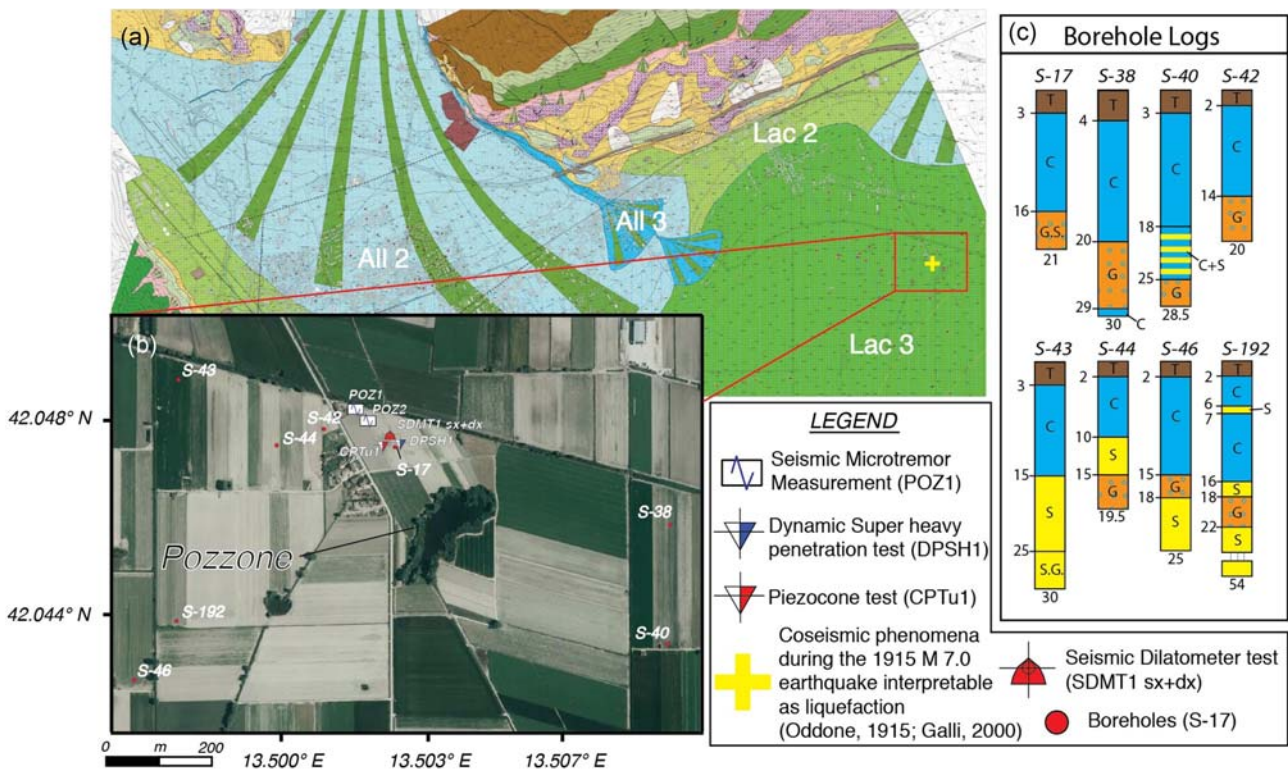 (a)
Lac 2
All 3
All 2
Lac 3
(b)
S-43
POZ1
POZ2
S-42
SDMT1 sx+dx
S-44
DPSH1
CPTu1
S-17
S-38
Pozzone
S-192
S-40
S-46
42.048° N
42.044° N
0 m 200
13.500° E
13.503° E
13.507° E
LEGEND
Seismic Microtremor
Measurement (POZ1)
Dynamic Super heavy
penetration test (DPSH1)
Piezocone test (CPTu1)
Coseismic phenomena
during the 1915 M 7.0
earthquake interpretable
as liquefaction
(Oddone, 1915; Galli, 2000)
Seismic Dilatometer test
(SDMT1 sx+dx)
Boreholes (S-17)
(c)
Borehole Logs
S-17 S-38 S-40 S-42
T T T T
3 4 3 2
C C C C
16 20 18 14
G.S. G C+S G
25
G
21 29 28.5 20
30 C
S-43 S-44 S-46 S-192
T T T T
3 2 2 2
C C C C
6 S
7
C
10
S
15 15 15 16
S G G S
18 18
S G
22
S
25 19.5 25
S.G.
30 54